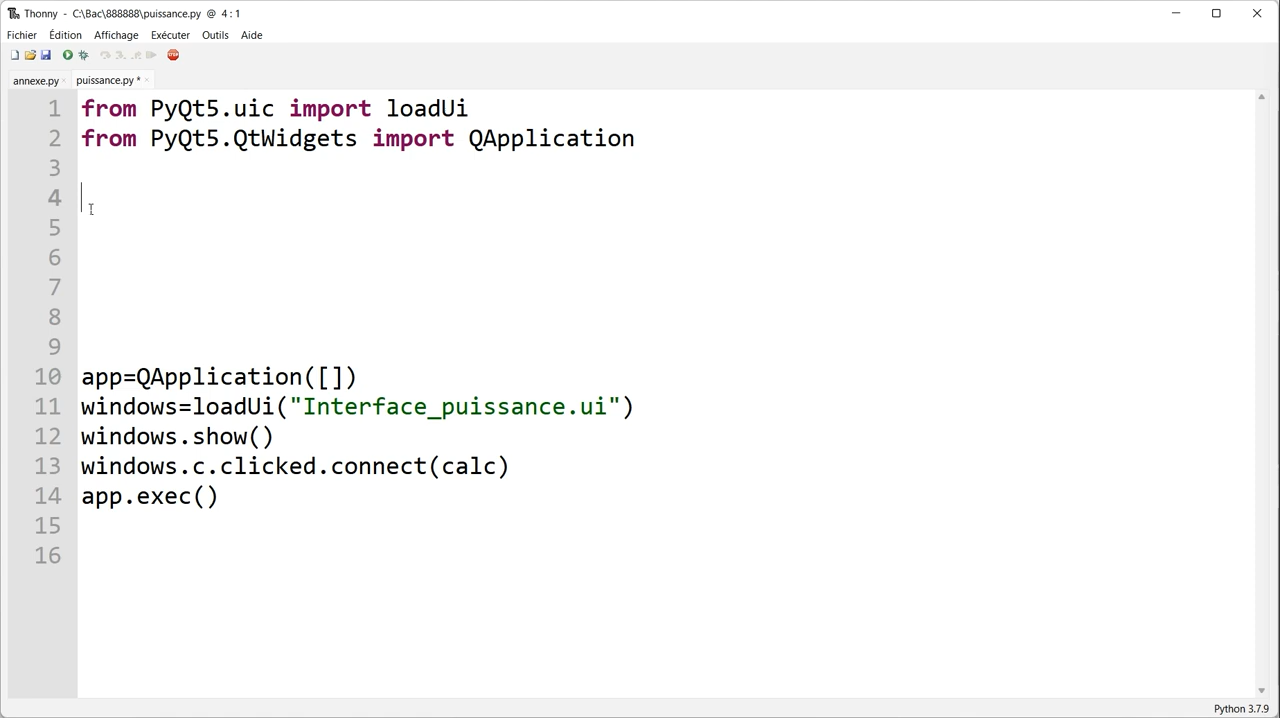 Thonny - C:\Bac\888888\puissance.py @ 4 : 1
Fichier Édition Affichage Exécuter Outils Aide
annexe.py × puissance.py * ×
1 from PyQt5.uic import loadUi
2 from PyQt5.QtWidgets import QApplication
3
4
5
6
7
8
9
10 app=QApplication([])
11 windows=loadUi("Interface_puissance.ui")
12 windows.show()
13 windows.c.clicked.connect(calc)
14 app.exec()
15
16
Python 3.7.9